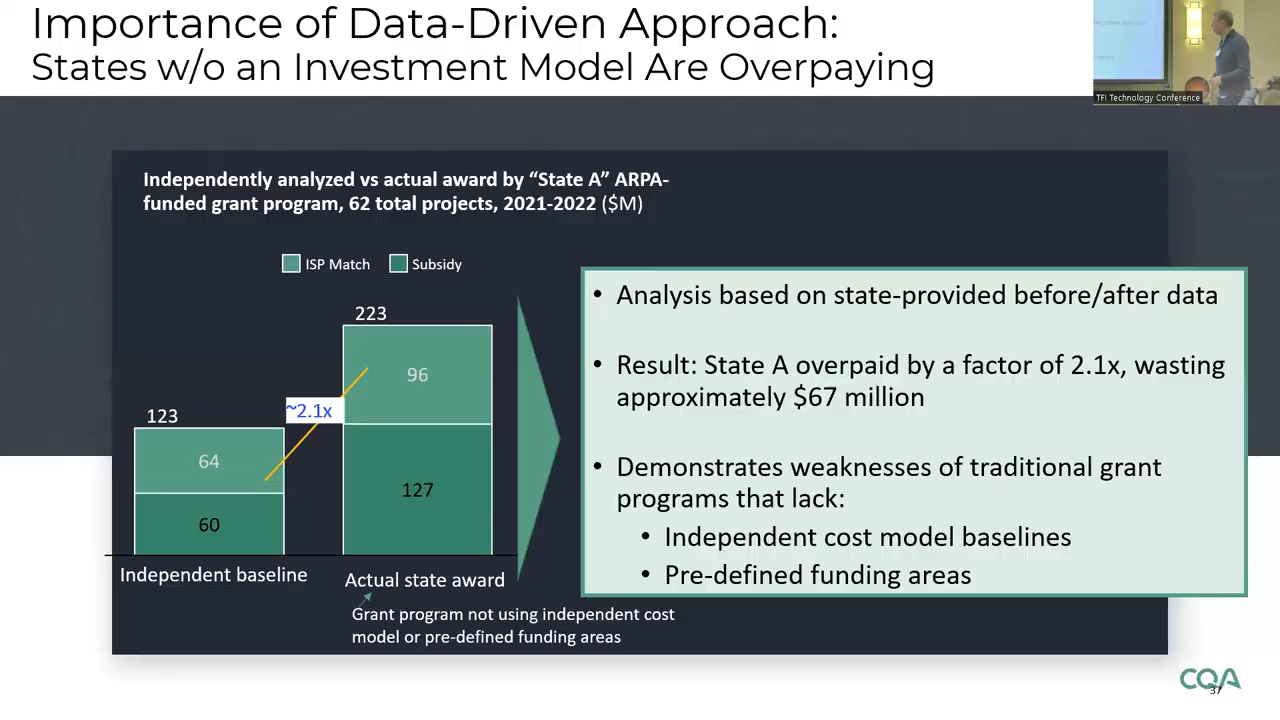 Importance of Data-Driven Approach:
States w/o an Investment Model Are Overpaying
TFI Technology Conference
Independently analyzed vs actual award by “State A” ARPA-
funded grant program, 62 total projects, 2021-2022 ($M)
ISP Match
Subsidy
223
96
123
~2.1x
64
127
60
Independent baseline
Actual state award
Grant program not using independent cost
model or pre-defined funding areas
• Analysis based on state-provided before/after data
• Result: State A overpaid by a factor of 2.1x, wasting
approximately $67 million
• Demonstrates weaknesses of traditional grant
programs that lack:
• Independent cost model baselines
• Pre-defined funding areas
CQA
37